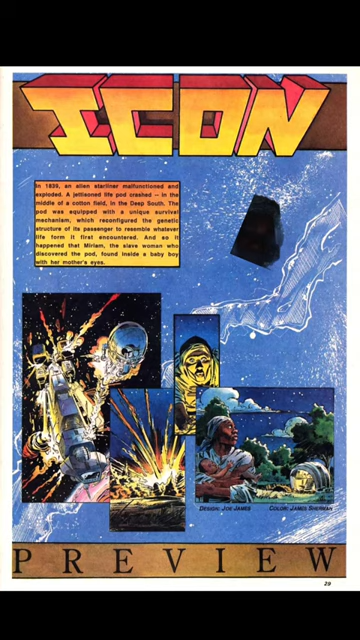 ICON
In 1839, an alien starliner malfunctioned and
exploded. A jettisoned life pod crashed -- in the
middle of a cotton field, in the Deep South. The
pod was equipped with a unique survival
mechanism, which reconfigured the genetic
structure of its passenger to resemble whatever
life form it first encountered. And so it
happened that Miriam, the slave woman who
discovered the pod, found inside a baby boy
with her mother's eyes.
DESIGN: JOE JAMES COLOR: JAMES SHERMAN
PREVIEW
29